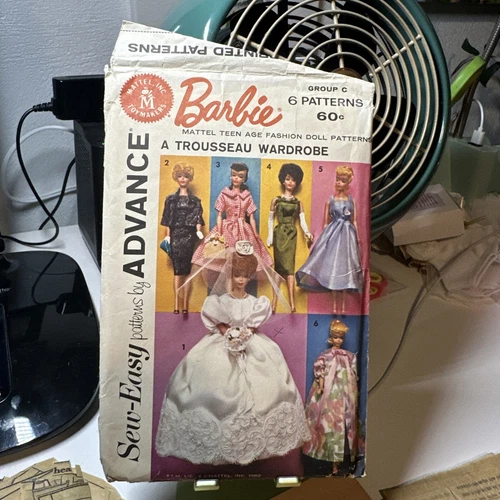 PRINTED PATTERNS
MATTEL, INC.
M
TOYMAKERS
Barbie
GROUP C
6 PATTERNS
60¢
MATTEL TEEN AGE FASHION DOLL PATTERNS
A TROUSSEAU WARDROBE
Sew-Easy patterns by ADVANCE
2
3
4
5
1
6